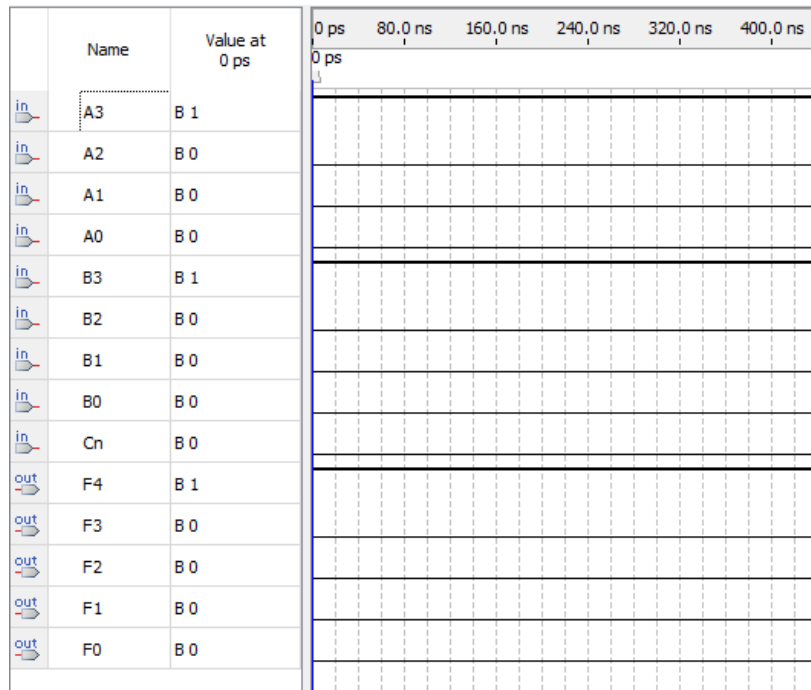 Name Value at 0 ps 0 ps 80.0 ns 160.0 ns 240.0 ns 320.0 ns 400.0 ns
0 ps
in A3 B 1
in A2 B 0
in A1 B 0
in A0 B 0
in B3 B 1
in B2 B 0
in B1 B 0
in B0 B 0
in Cn B 0
out F4 B 1
out F3 B 0
out F2 B 0
out F1 B 0
out F0 B 0